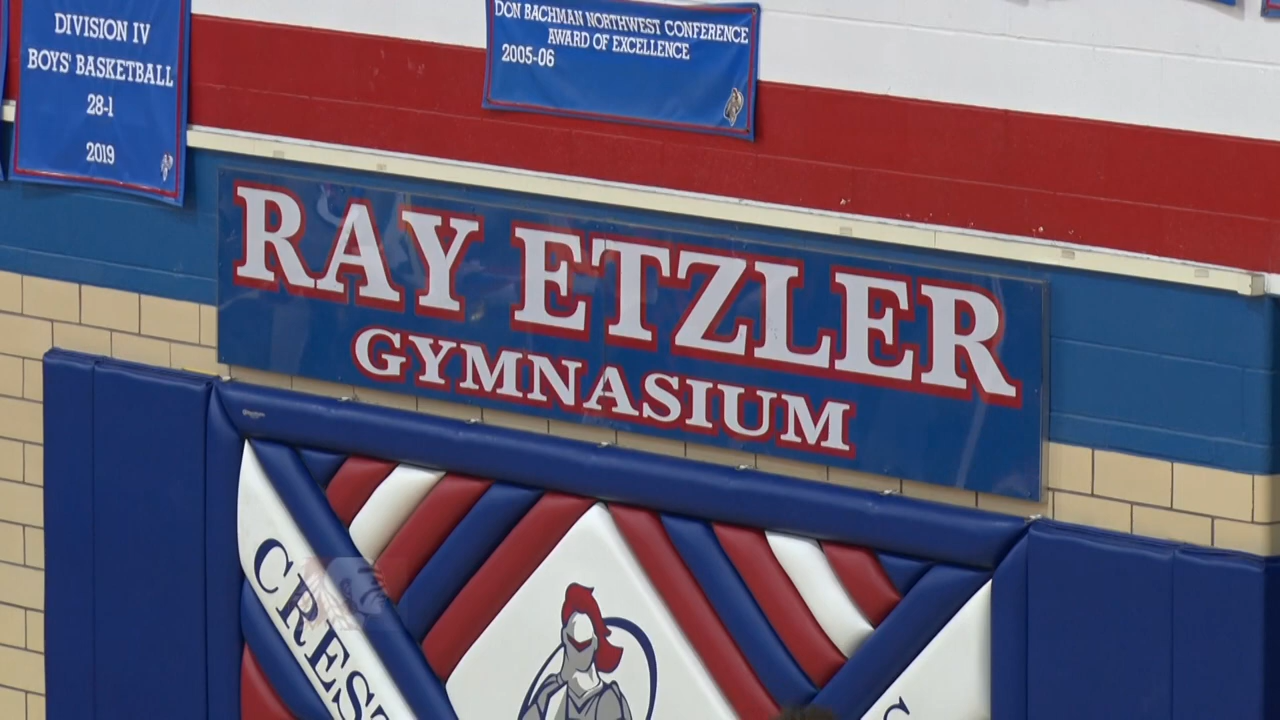 DIVISION IV
BOYS' BASKETBALL
28-1
2019
DON BACHMAN NORTHWEST CONFERENCE
AWARD OF EXCELLENCE
2005-06
RAY ETZLER
GYMNASIUM